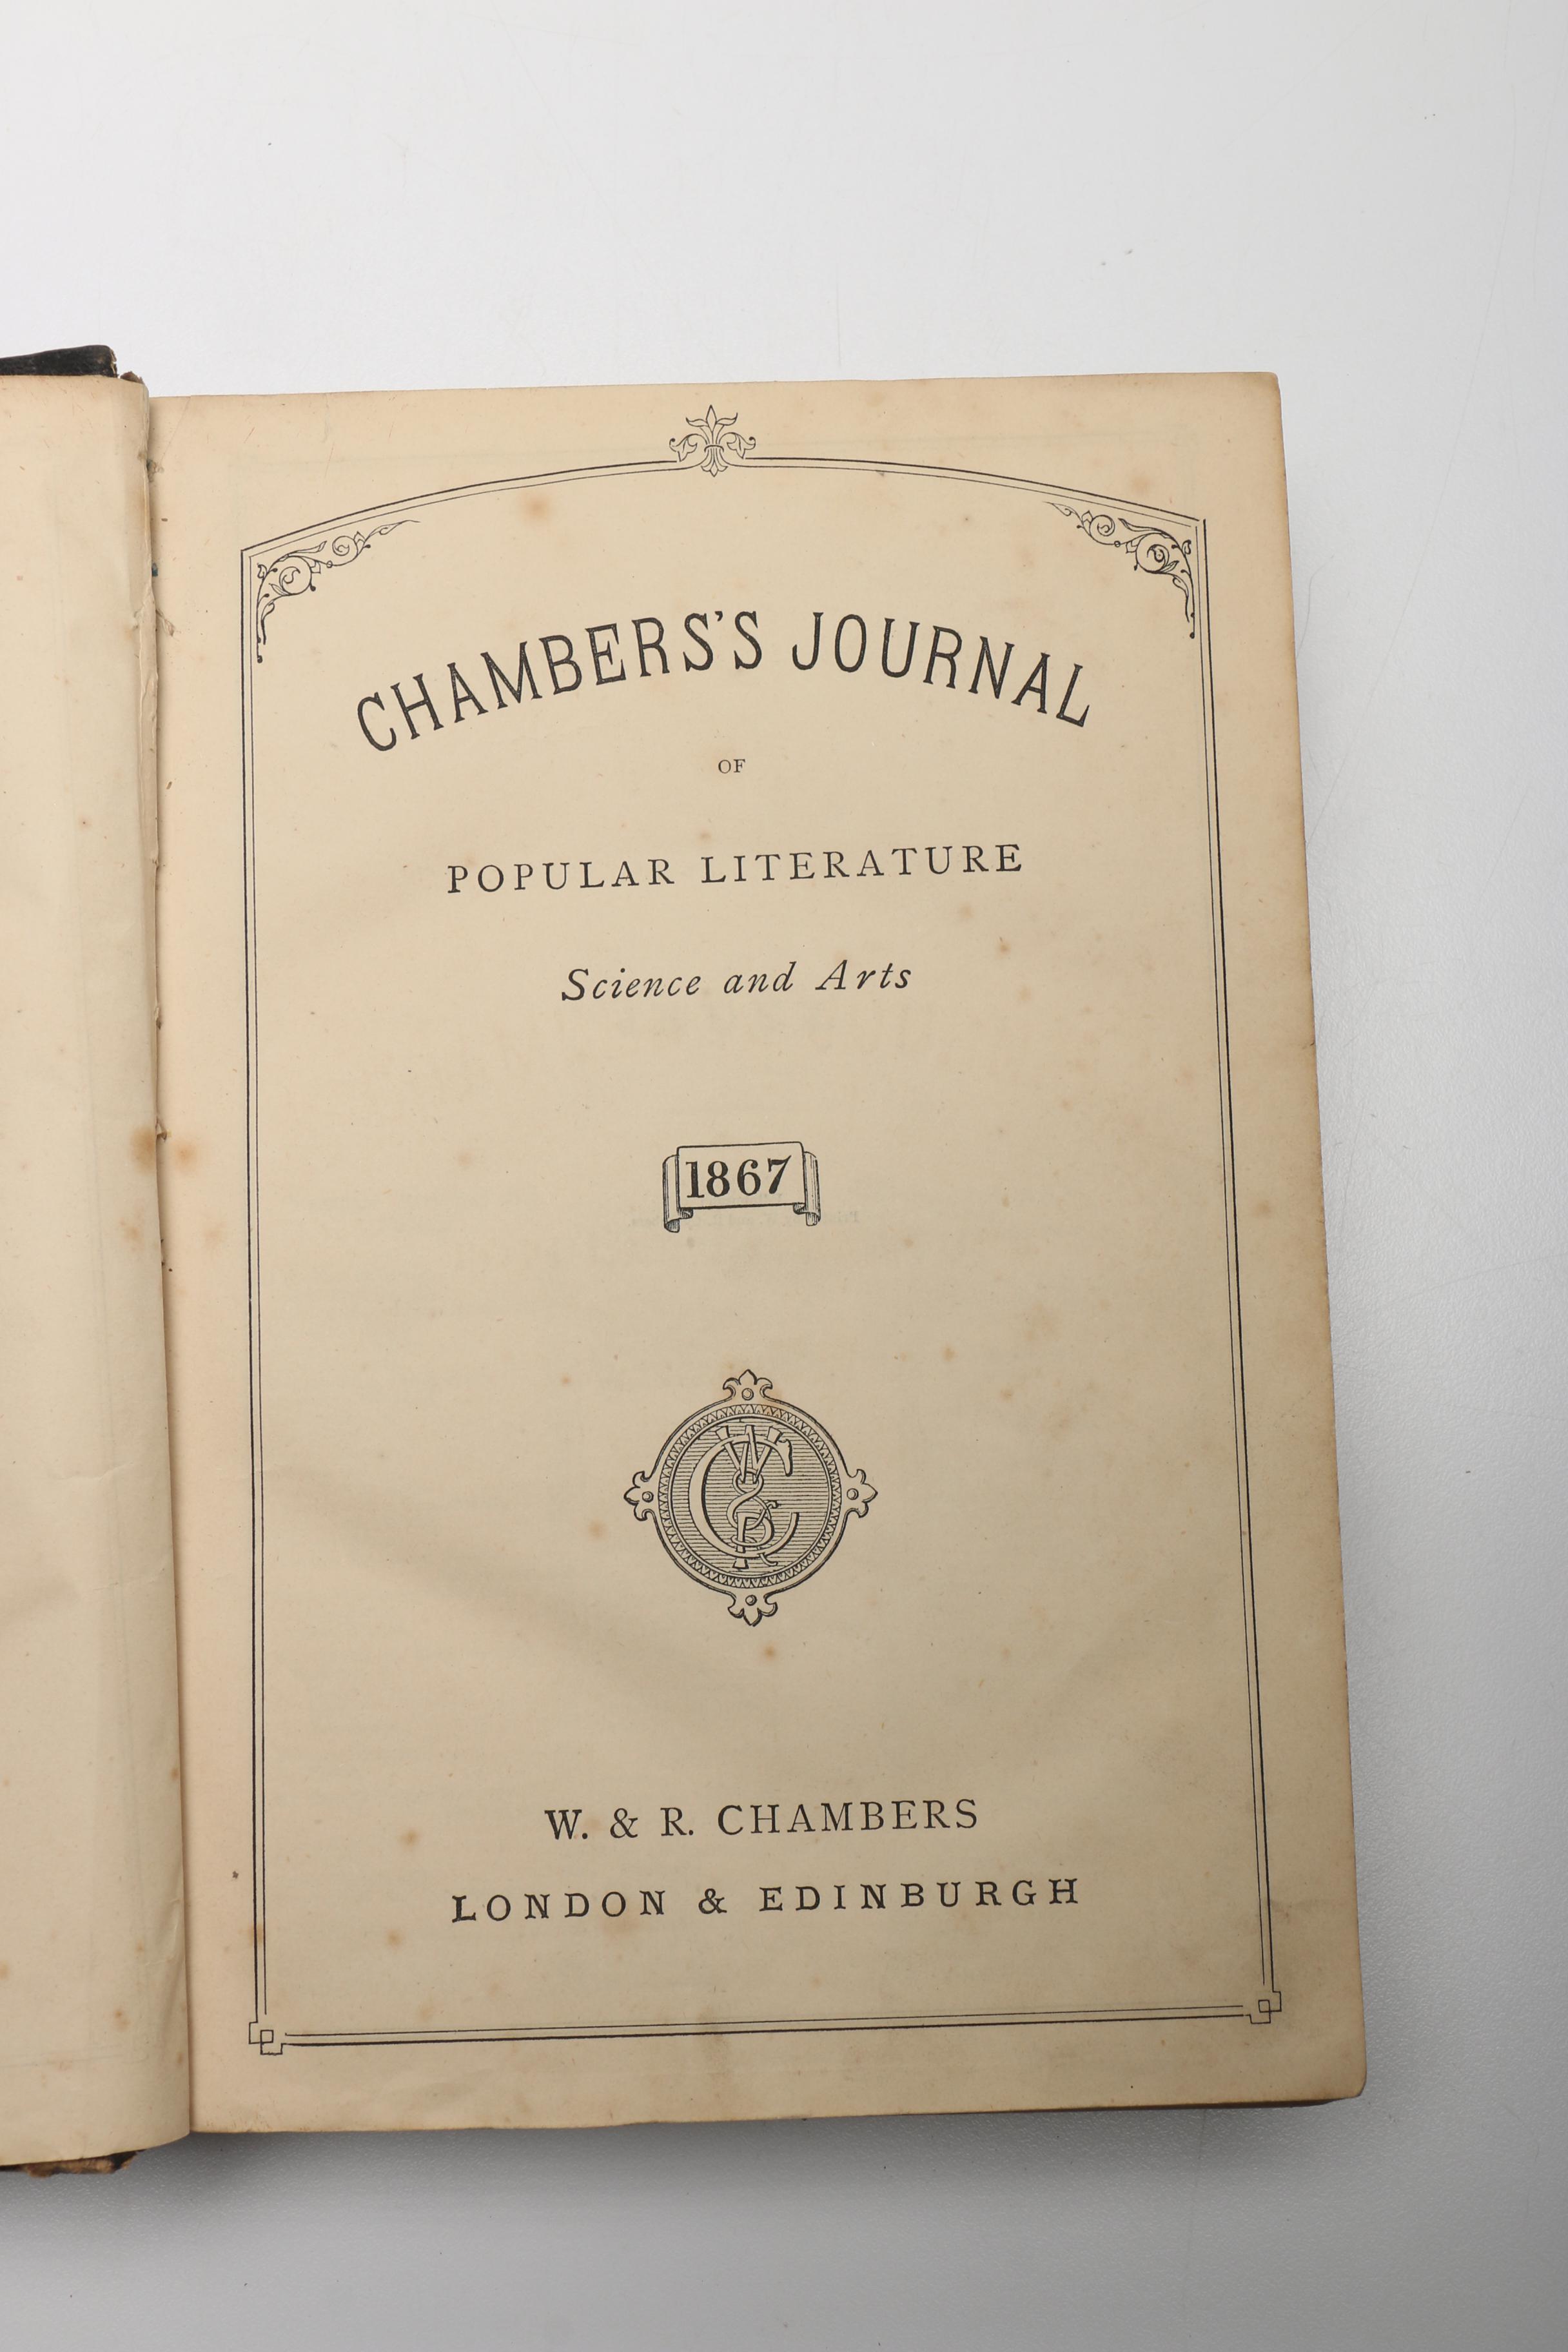 CHAMBERS'S JOURNAL
OF
POPULAR LITERATURE
Science and Arts
1867
W & R C
W. & R. CHAMBERS
LONDON & EDINBURGH